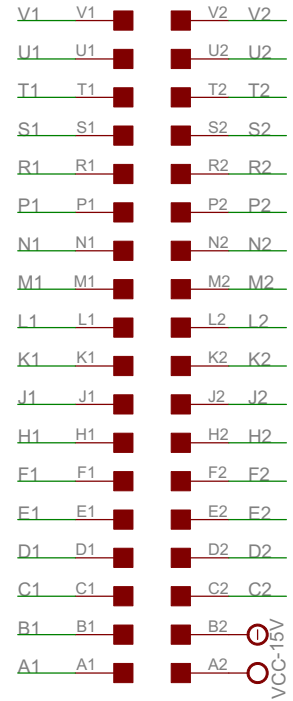 V1 V1 V2 V2
U1 U1 U2 U2
T1 T1 T2 T2
S1 S1 S2 S2
R1 R1 R2 R2
P1 P1 P2 P2
N1 N1 N2 N2
M1 M1 M2 M2
L1 L1 L2 L2
K1 K1 K2 K2
J1 J1 J2 J2
H1 H1 H2 H2
F1 F1 F2 F2
E1 E1 E2 E2
D1 D1 D2 D2
C1 C1 C2 C2
B1 B1 B2
A1 A1 A2
VCC-15V